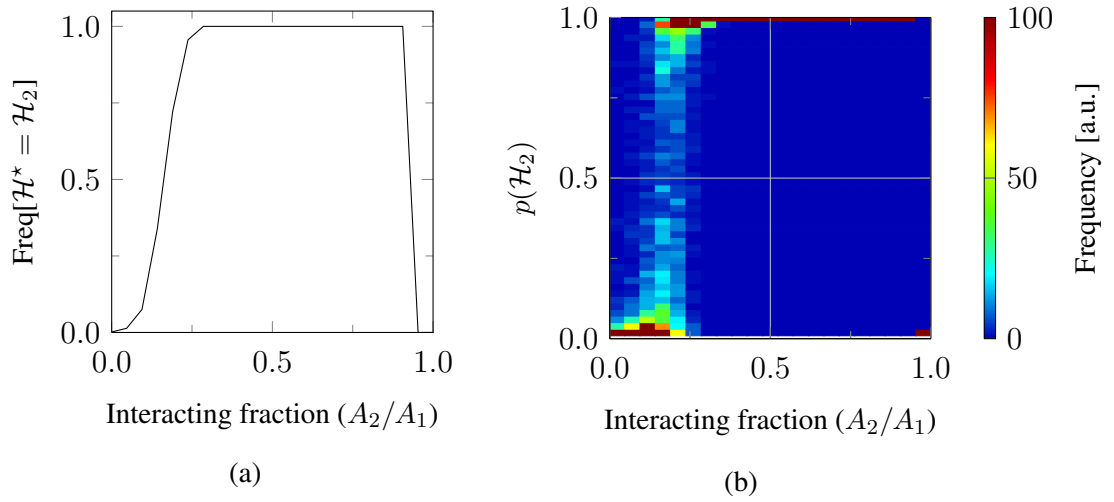 1.0
0.5
0.0
0.0
0.5
1.0
Freq[ℋ⋆ = ℋ₂]
Interacting fraction (A₂/A₁)
(a)
1.0
0.5
0.0
0.0
0.5
1.0
p(ℋ₂)
Interacting fraction (A₂/A₁)
(b)
100
50
0
Frequency [a.u.]